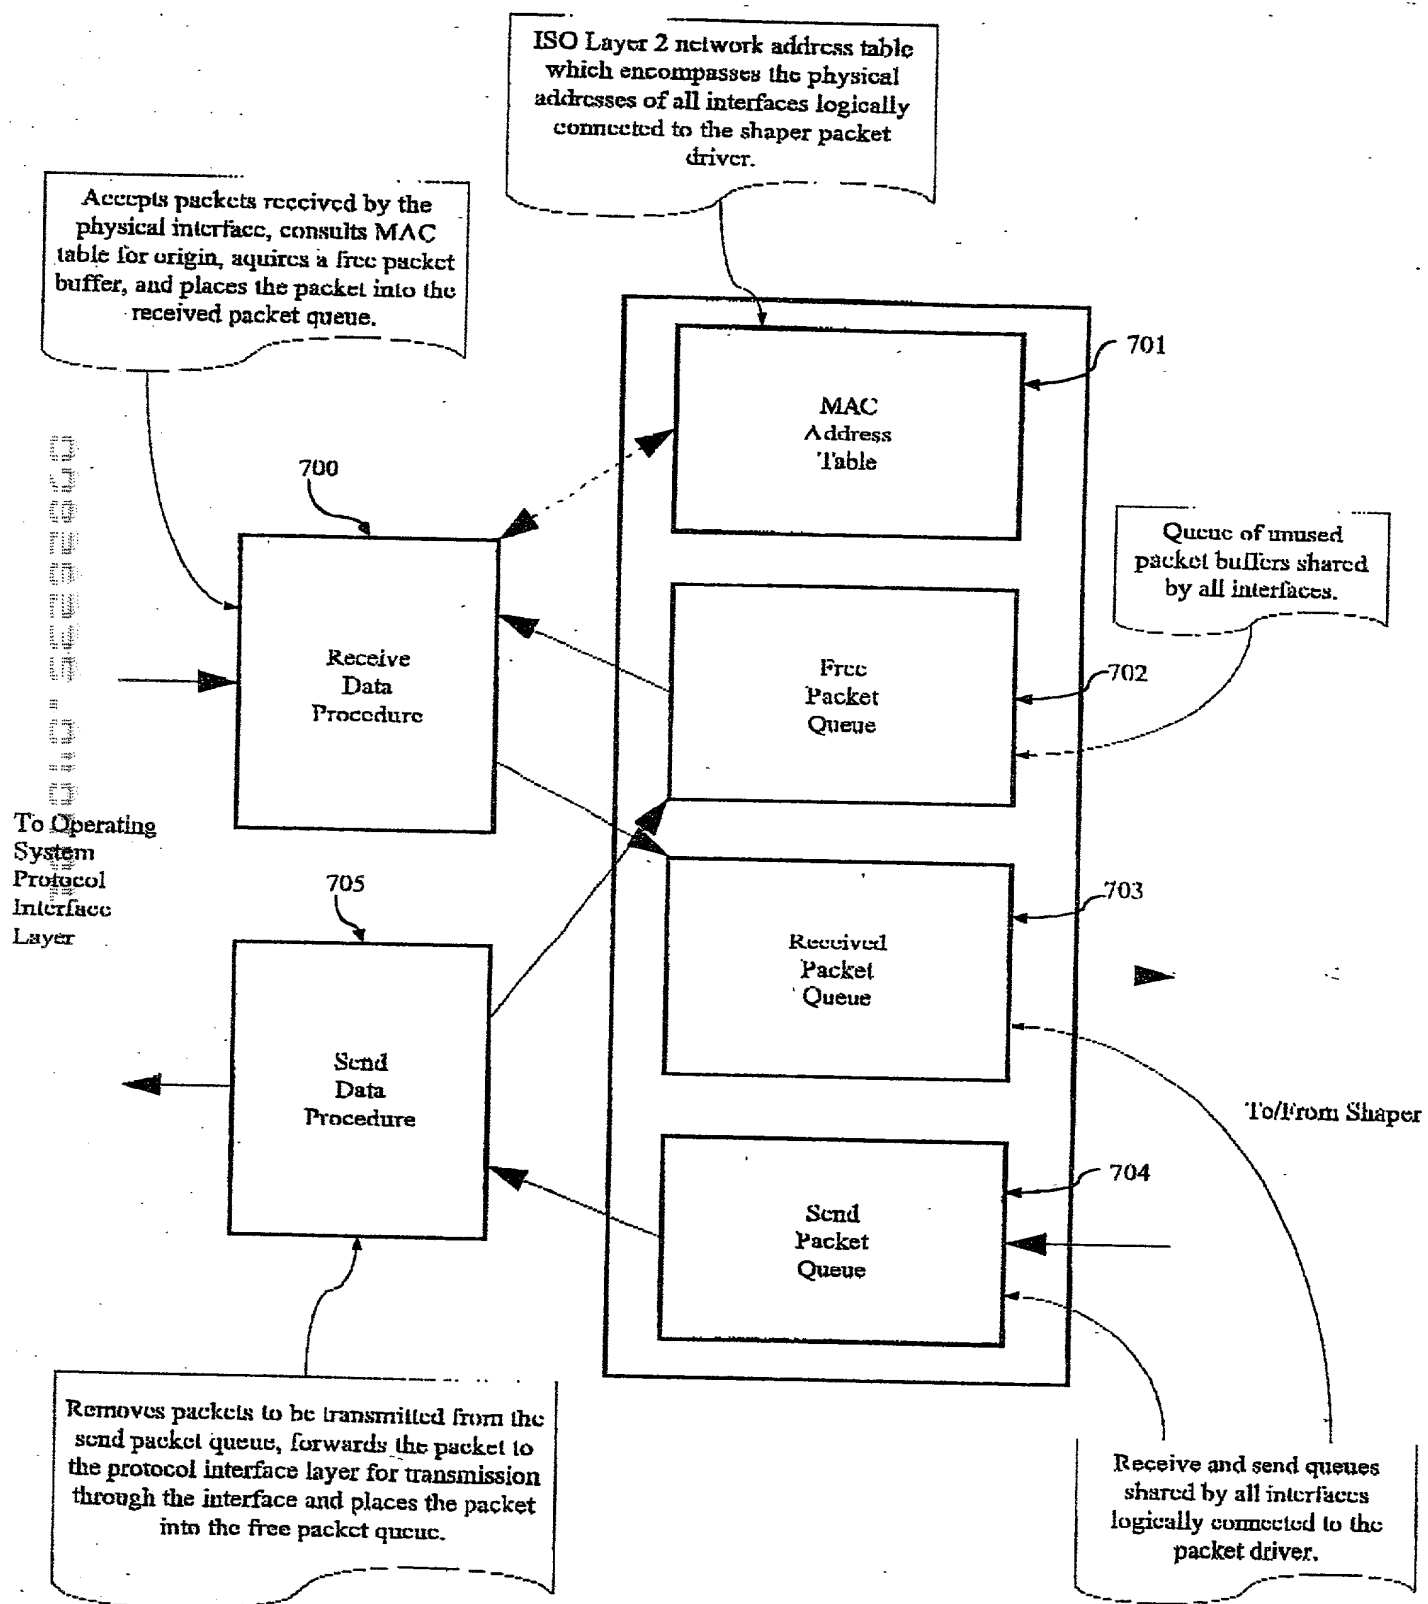 ISO Layer 2 network address table
which encompasses the physical
addresses of all interfaces logically
connected to the shaper packet
driver.
Accepts packets received by the
physical interface, consults MAC
table for origin, aquires a free packet
buffer, and places the packet into the
received packet queue.
701
MAC
Address
Table
700
Queue of unused
packet buffers shared
by all interfaces.
Receive
Data
Procedure
Free
Packet
Queue
702
To Operating
System
Protocol
Interface
Layer
705
703
Received
Packet
Queue
Send
Data
Procedure
To/From Shaper
704
Send
Packet
Queue
Removes packets to be transmitted from the
send packet queue, forwards the packet to
the protocol interface layer for transmission
through the interface and places the packet
into the free packet queue.
Receive and send queues
shared by all interfaces
logically connected to the
packet driver.